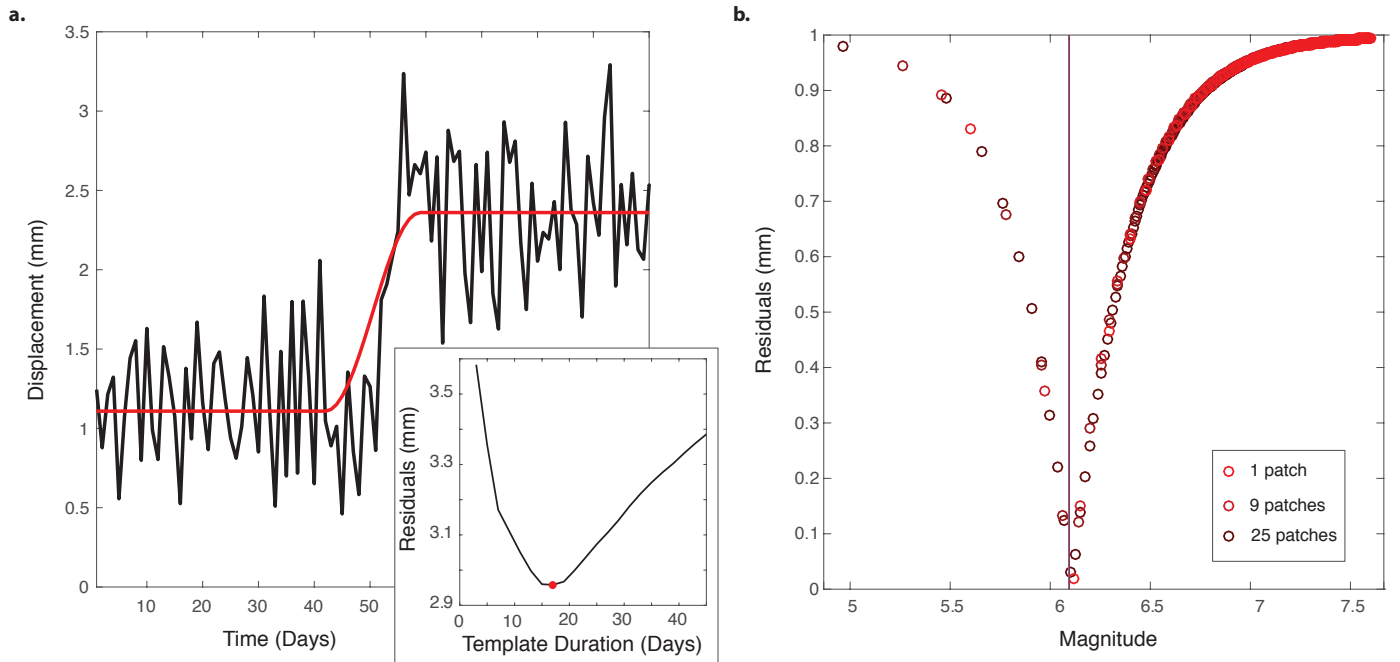 a.
3.5
3
2.5
2
1.5
1
0.5
0
Displacement (mm)
10 20 30 40 50
Time (Days)
3.5
3.3
3.1
2.9
Residuals (mm)
0 10 20 30 40
Template Duration (Days)
b.
1
0.9
0.8
0.7
0.6
0.5
0.4
0.3
0.2
0.1
0
Residuals (mm)
5 5.5 6 6.5 7 7.5
Magnitude
1 patch
9 patches
25 patches